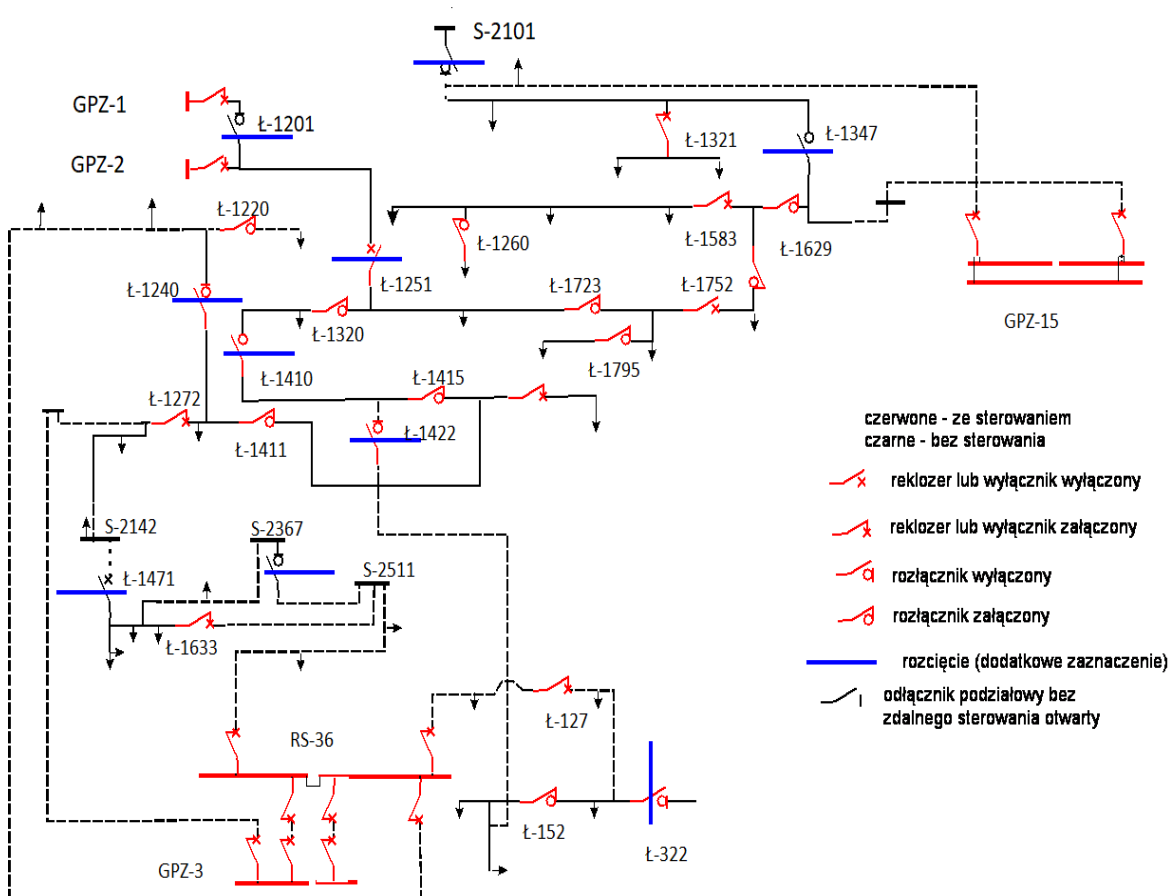 S-2101
GPZ-1
Ł-1201
Ł-1321
Ł-1347
GPZ-2
Ł-1220
Ł-1260
Ł-1583
Ł-1629
Ł-1240
Ł-1251
Ł-1723
Ł-1752
Ł-1320
GPZ-15
Ł-1410
Ł-1795
Ł-1415
Ł-1272
Ł-1422
Ł-1411
czerwone - ze sterowaniem
czarne - bez sterowania
reklozer lub wyłącznik wyłączony
S-2142
S-2367
reklozer lub wyłącznik załączony
Ł-1471
S-2511
rozłącznik wyłączony
rozłącznik załączony
Ł-1633
rozcięcie (dodatkowe zaznaczenie)
odłącznik podziałowy bez
zdalnego sterowania otwarty
Ł-127
RS-36
Ł-152
Ł-322
GPZ-3